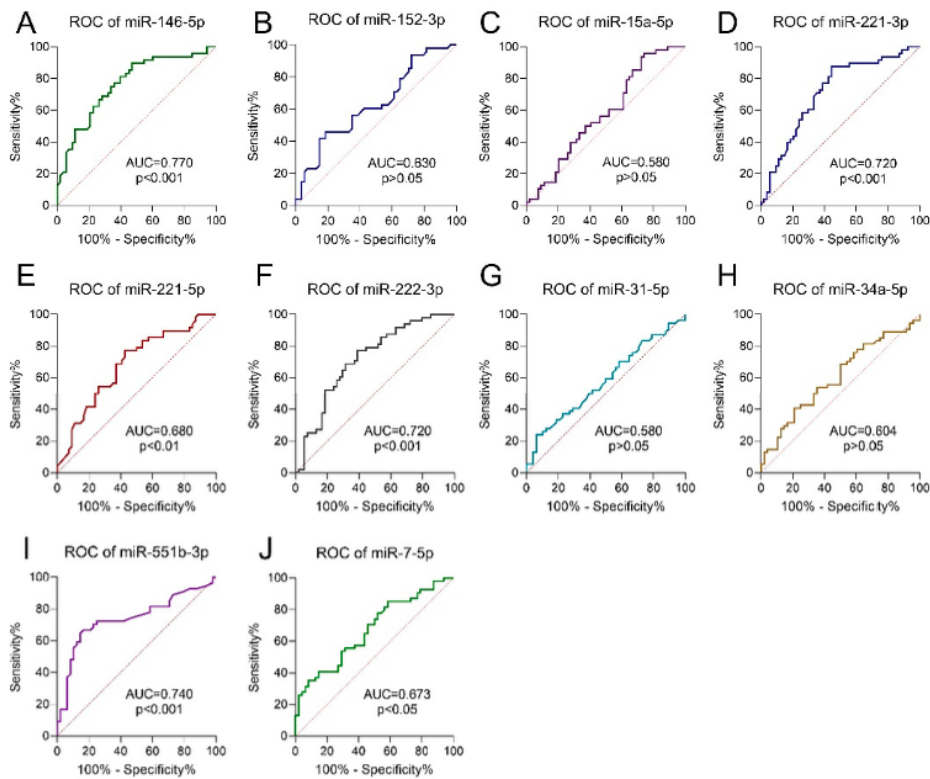 A
ROC of miR-146-5p
100
80
60
40
20
0
Sensitivity%
AUC=0.770
p<0.001
0 20 40 60 80 100
100% - Specificity%
B
ROC of miR-152-3p
100
80
60
40
20
0
Sensitivity%
AUC=0.630
p>0.05
0 20 40 60 80 100
100% - Specificity%
C
ROC of miR-15a-5p
100
80
60
40
20
0
Sensitivity%
AUC=0.580
p>0.05
0 20 40 60 80 100
100% - Specificity%
D
ROC of miR-221-3p
100
80
60
40
20
0
Sensitivity%
AUC=0.720
p<0.001
0 20 40 60 80 100
100% - Specificity%
E
ROC of miR-221-5p
100
80
60
40
20
0
Sensitivity%
AUC=0.680
p<0.01
0 20 40 60 80 100
100% - Specificity%
F
ROC of miR-222-3p
100
80
60
40
20
0
Sensitivity%
AUC=0.720
p<0.001
0 20 40 60 80 100
100% - Specificity%
G
ROC of miR-31-5p
100
80
60
40
20
0
Sensitivity%
AUC=0.580
p>0.05
0 20 40 60 80 100
100% - Specificity%
H
ROC of miR-34a-5p
100
80
60
40
20
0
Sensitivity%
AUC=0.604
p>0.05
0 20 40 60 80 100
100% - Specificity%
I
ROC of miR-551b-3p
100
80
60
40
20
0
Sensitivity%
AUC=0.740
p<0.001
0 20 40 60 80 100
100% - Specificity%
J
ROC of miR-7-5p
100
80
60
40
20
0
Sensitivity%
AUC=0.673
p<0.05
0 20 40 60 80 100
100% - Specificity%